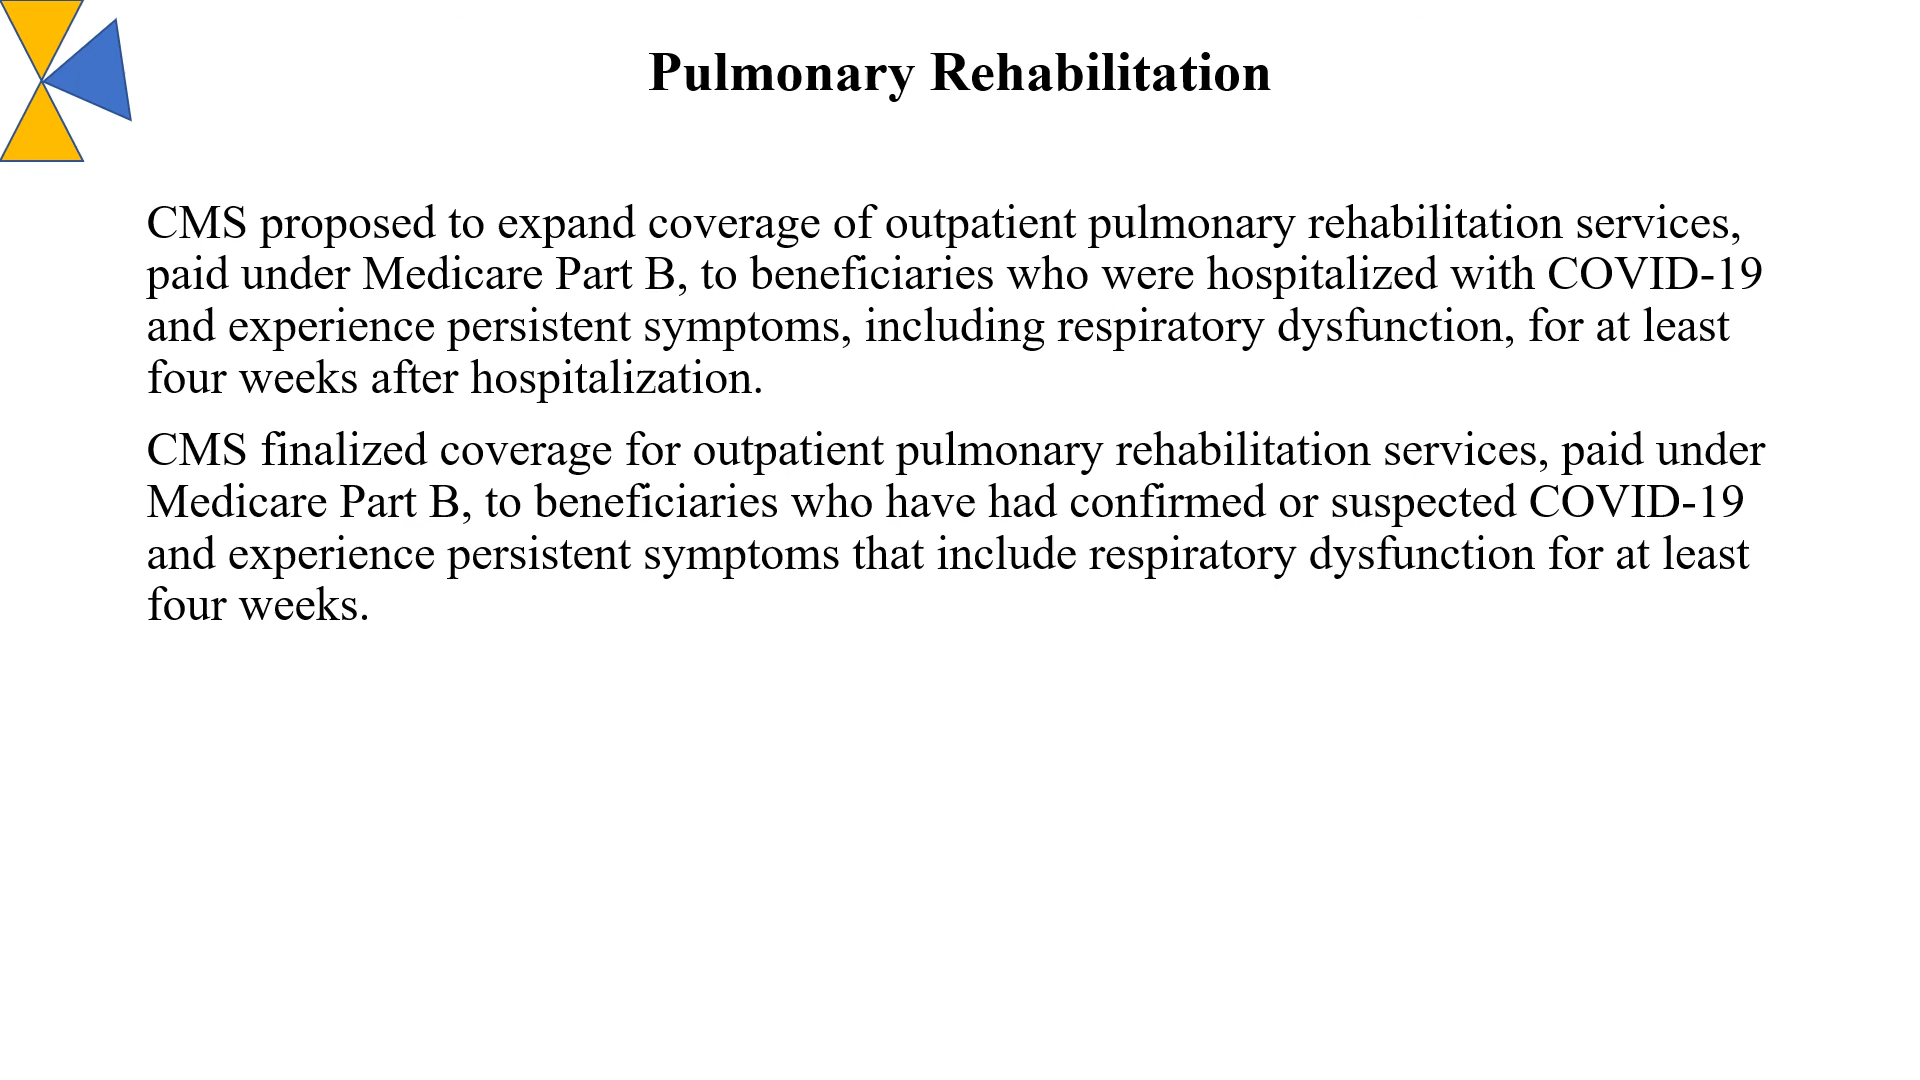 Pulmonary Rehabilitation
CMS proposed to expand coverage of outpatient pulmonary rehabilitation services,
paid under Medicare Part B, to beneficiaries who were hospitalized with COVID-19
and experience persistent symptoms, including respiratory dysfunction, for at least
four weeks after hospitalization.
CMS finalized coverage for outpatient pulmonary rehabilitation services, paid under
Medicare Part B, to beneficiaries who have had confirmed or suspected COVID-19
and experience persistent symptoms that include respiratory dysfunction for at least
four weeks.